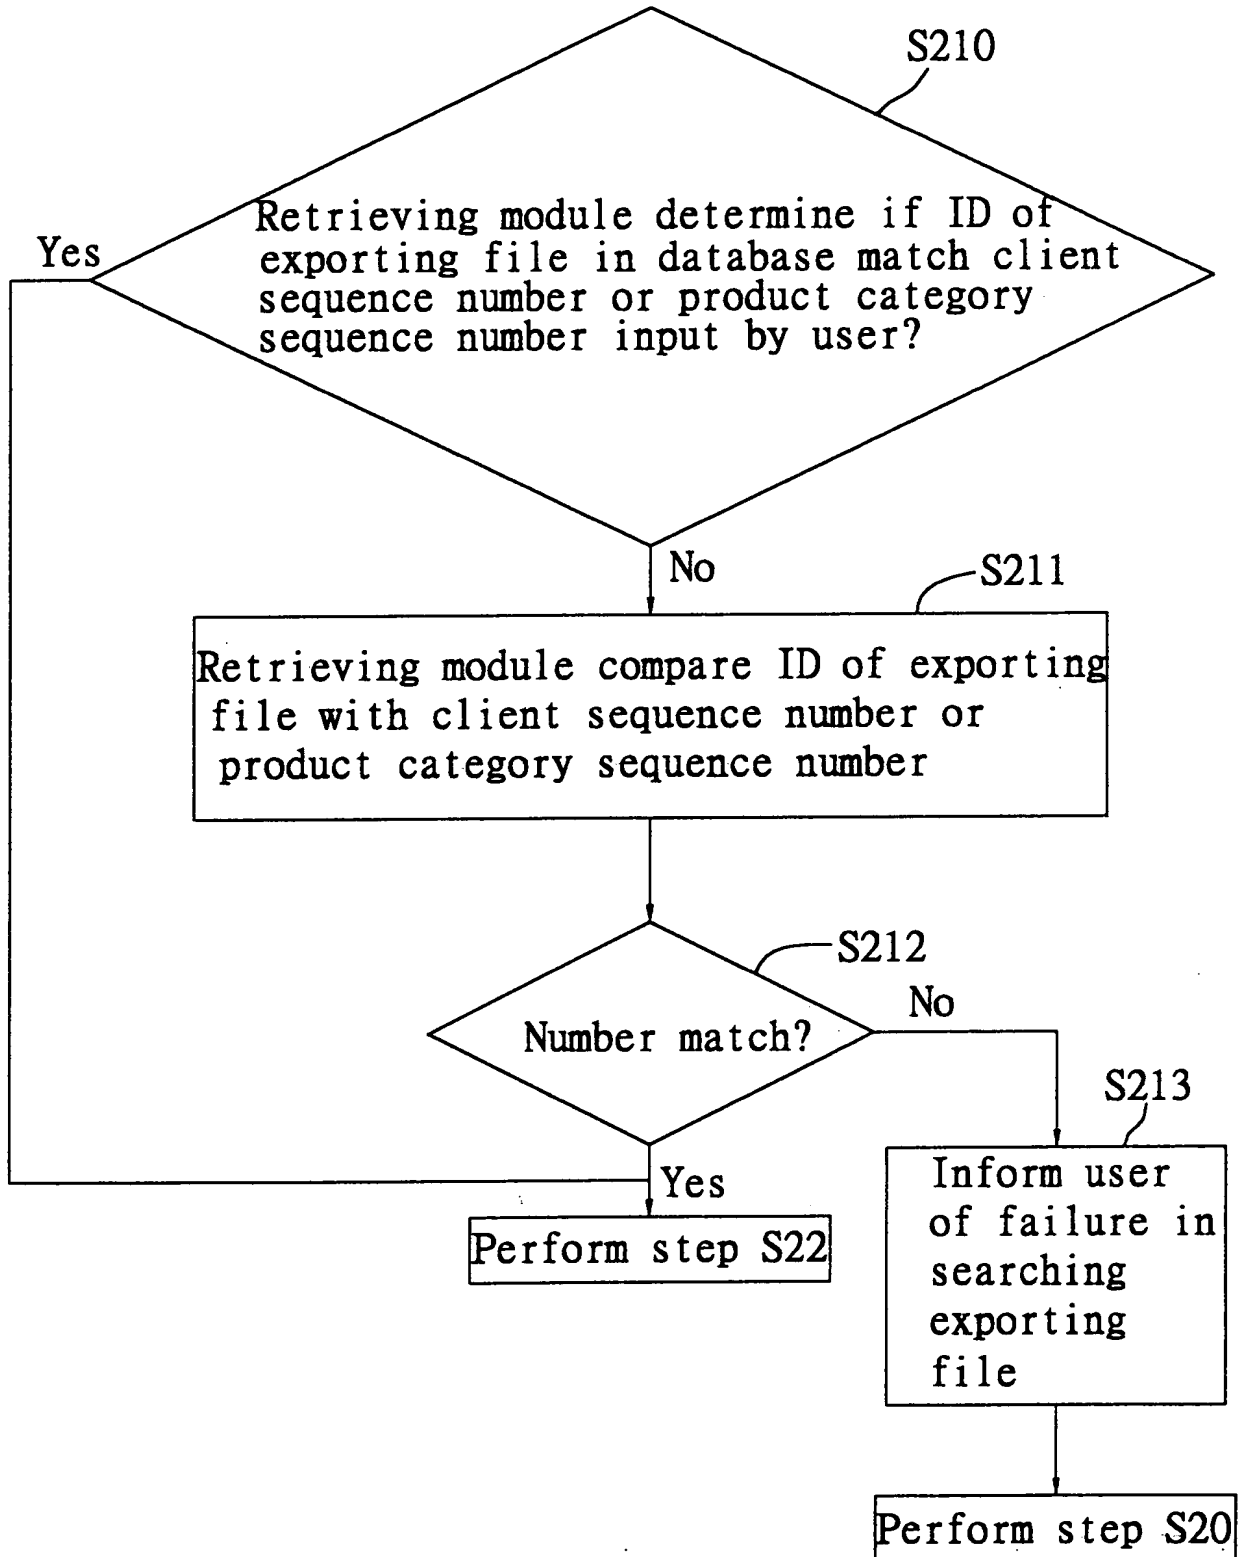 S210
Retrieving module determine if ID of
exporting file in database match client
sequence number or product category
sequence number input by user?
Yes
No
S211
Retrieving module compare ID of exporting
file with client sequence number or
product category sequence number
S212
Number match?
No
Yes
Perform step S22
S213
Inform user
of failure in
searching
exporting
file
Perform step S20